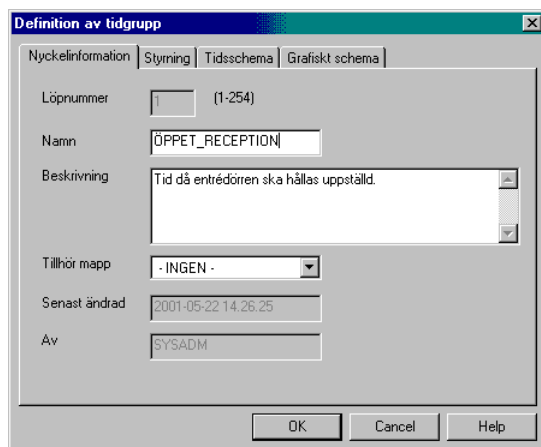 Definition av tidgrupp
Nyckelinformation Styrning Tidsschema Grafiskt schema
Löpnummer 1 (1-254)
Namn ÖPPET_RECEPTION
Beskrivning Tid då entrédörren ska hållas uppställd.
Tillhör mapp - INGEN -
Senast ändrad 2001-05-22 14.26.25
Av SYSADM
OK Cancel Help